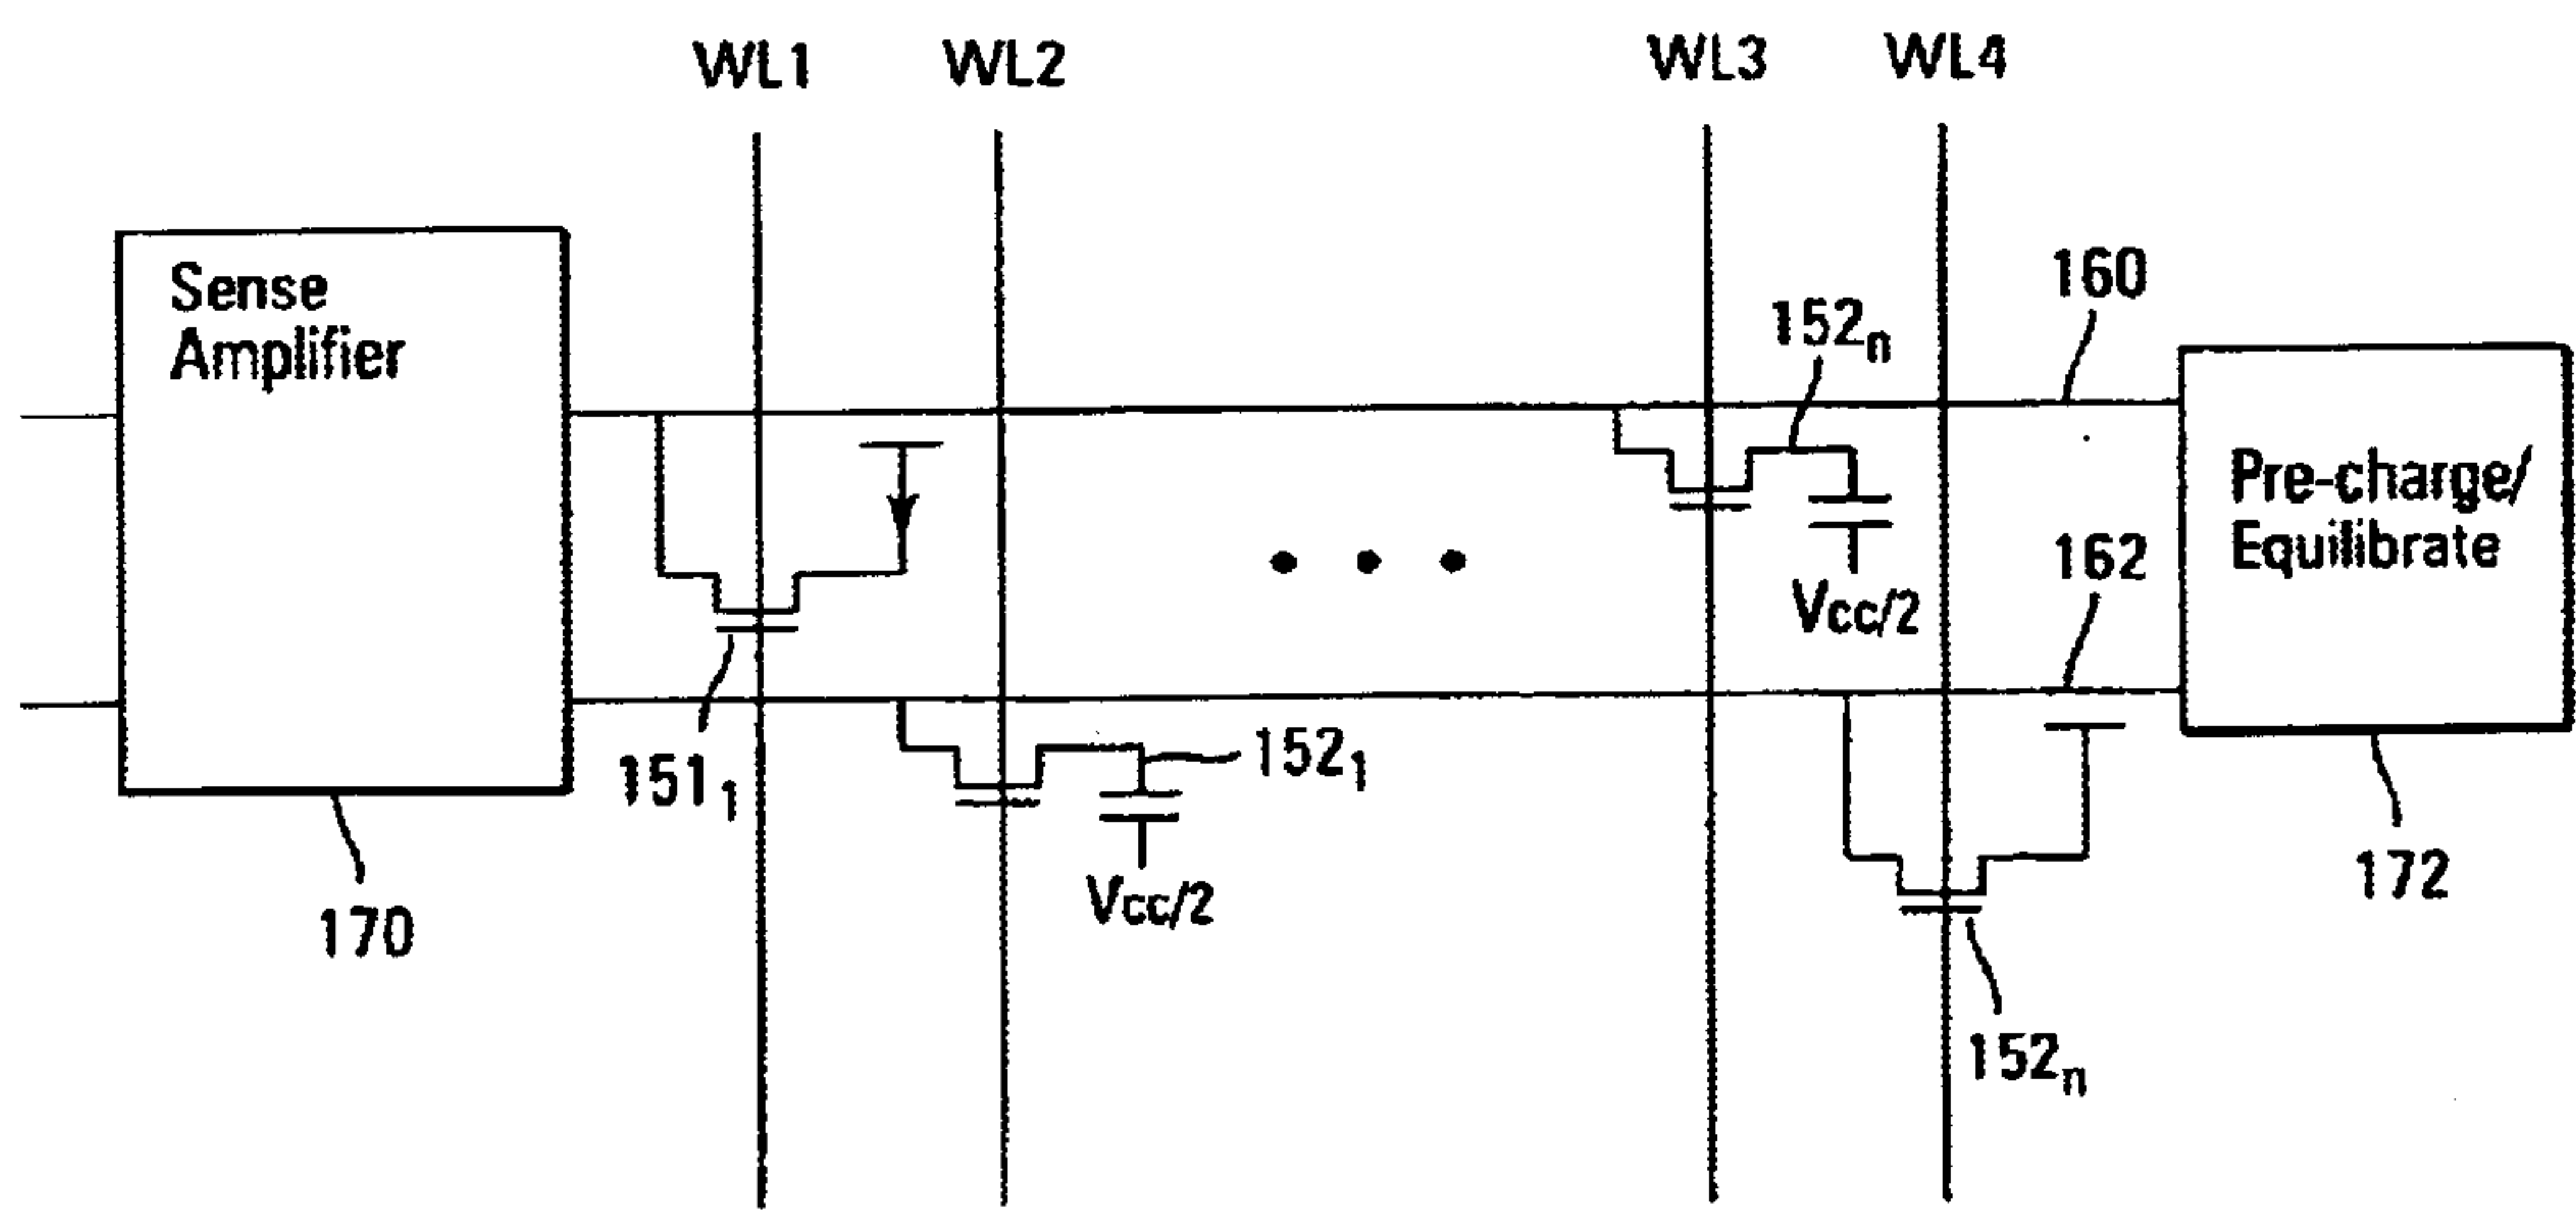 WL1
WL2
WL3
WL4
Sense
Amplifier
160
152n
Pre-charge/
Equilibrate
162
Vcc/2
151₁
152₁
Vcc/2
170
172
152n